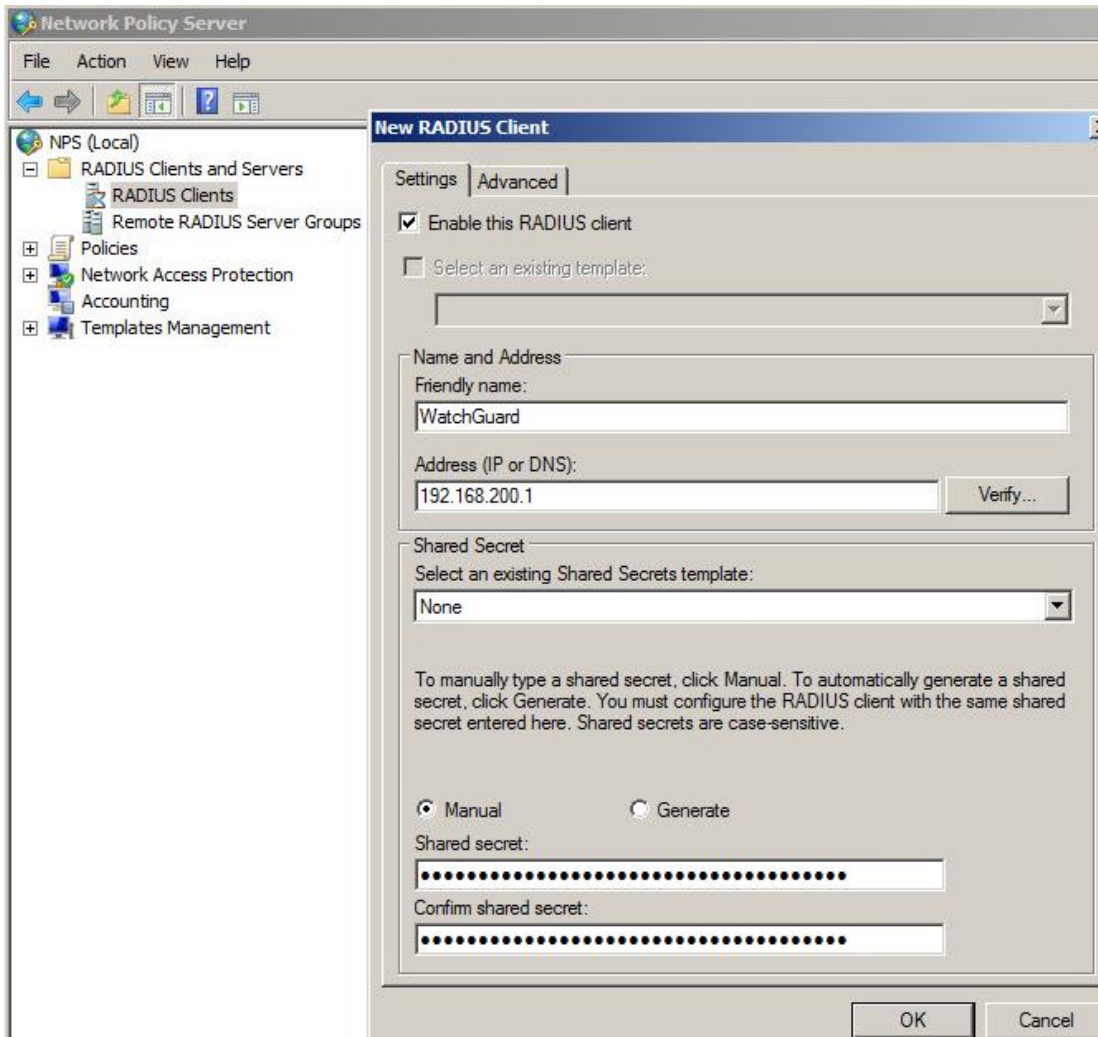 Network Policy Server
File Action View Help
NPS (Local)
RADIUS Clients and Servers
RADIUS Clients
Remote RADIUS Server Groups
Policies
Network Access Protection
Accounting
Templates Management
New RADIUS Client
Settings Advanced
Enable this RADIUS client
Select an existing template:
Name and Address
Friendly name:
WatchGuard
Address (IP or DNS):
192.168.200.1 Verify...
Shared Secret
Select an existing Shared Secrets template:
None
To manually type a shared secret, click Manual. To automatically generate a shared
secret, click Generate. You must configure the RADIUS client with the same shared
secret entered here. Shared secrets are case-sensitive.
Manual Generate
Shared secret:
Confirm shared secret:
OK Cancel